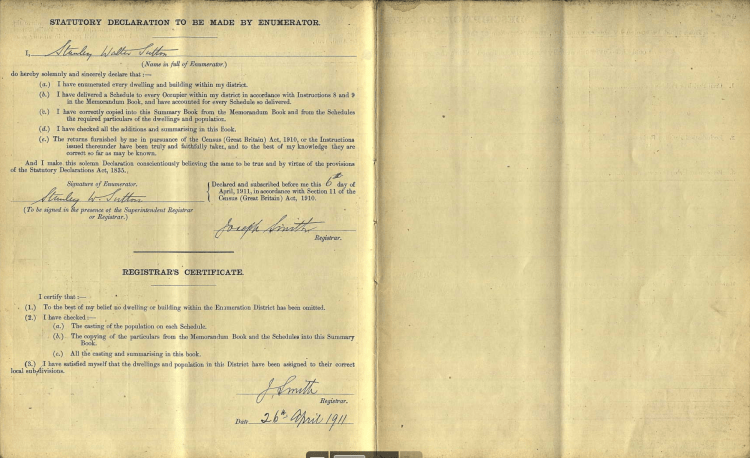 STATUTORY DECLARATION TO BE MADE BY ENUMERATOR.
I, Stanley Walter Sutton
(Name in full of Enumerator.)
do hereby solemnly and sincerely declare that :—
(a.) I have enumerated every dwelling and building within my district.
(b.) I have delivered a Schedule to every Occupier within my district in accordance with Instructions 8 and 9
in the Memorandum Book, and have accounted for every Schedule so delivered.
(c.) I have correctly copied into this Summary Book from the Memorandum Book and from the Schedules
the required particulars of the dwellings and population.
(d.) I have checked all the additions and summarising in this Book.
(e.) The returns furnished by me in pursuance of the Census (Great Britain) Act, 1910, or the Instructions
issued thereunder have been truly and faithfully taken, and to the best of my knowledge they are
correct so far as may be known.
And I make this solemn Declaration conscientiously believing the same to be true and by virtue of the provisions
of the Statutory Declarations Act, 1835.
Signature of Enumerator.
Stanley W. Sutton
(To be signed in the presence of the Superintendent Registrar
or Registrar.)
Declared and subscribed before me this 6th day of
April, 1911, in accordance with Section 11 of the
Census (Great Britain) Act, 1910.
Joseph Smith
Registrar.
REGISTRAR'S CERTIFICATE.
I certify that :—
(1.) To the best of my belief no dwelling or building within the Enumeration District has been omitted.
(2.) I have checked :—
(a.) The casting of the population on each Schedule.
(b.) The copying of the particulars from the Memorandum Book and the Schedules into this Summary
Book.
(c.) All the casting and summarising in this book.
(3.) I have satisfied myself that the dwellings and population in this District have been assigned to their correct
local subdivisions.
J. Smith
Registrar.
Date 26th April 1911